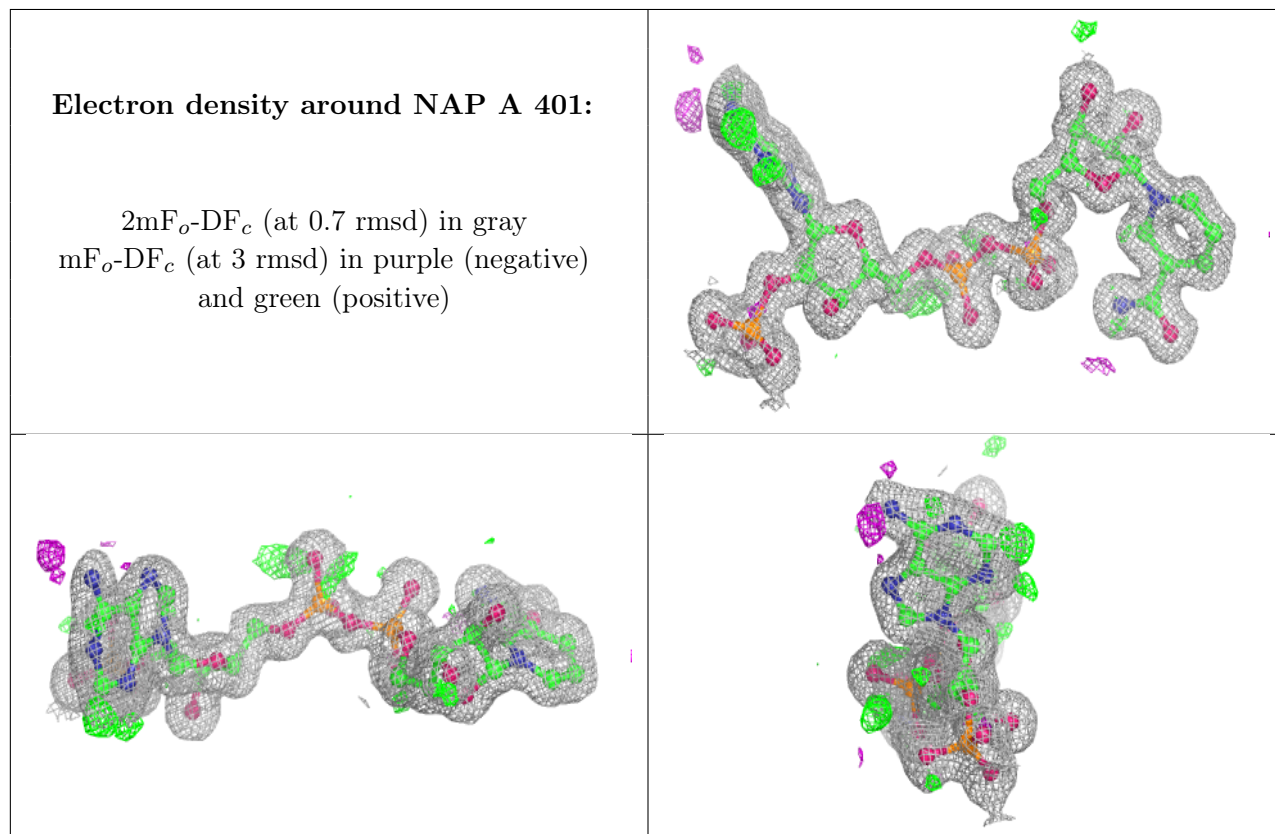 Electron density around NAP A 401:
2mFₒ-DF𝒸 (at 0.7 rmsd) in gray
mFₒ-DF𝒸 (at 3 rmsd) in purple (negative)
and green (positive)